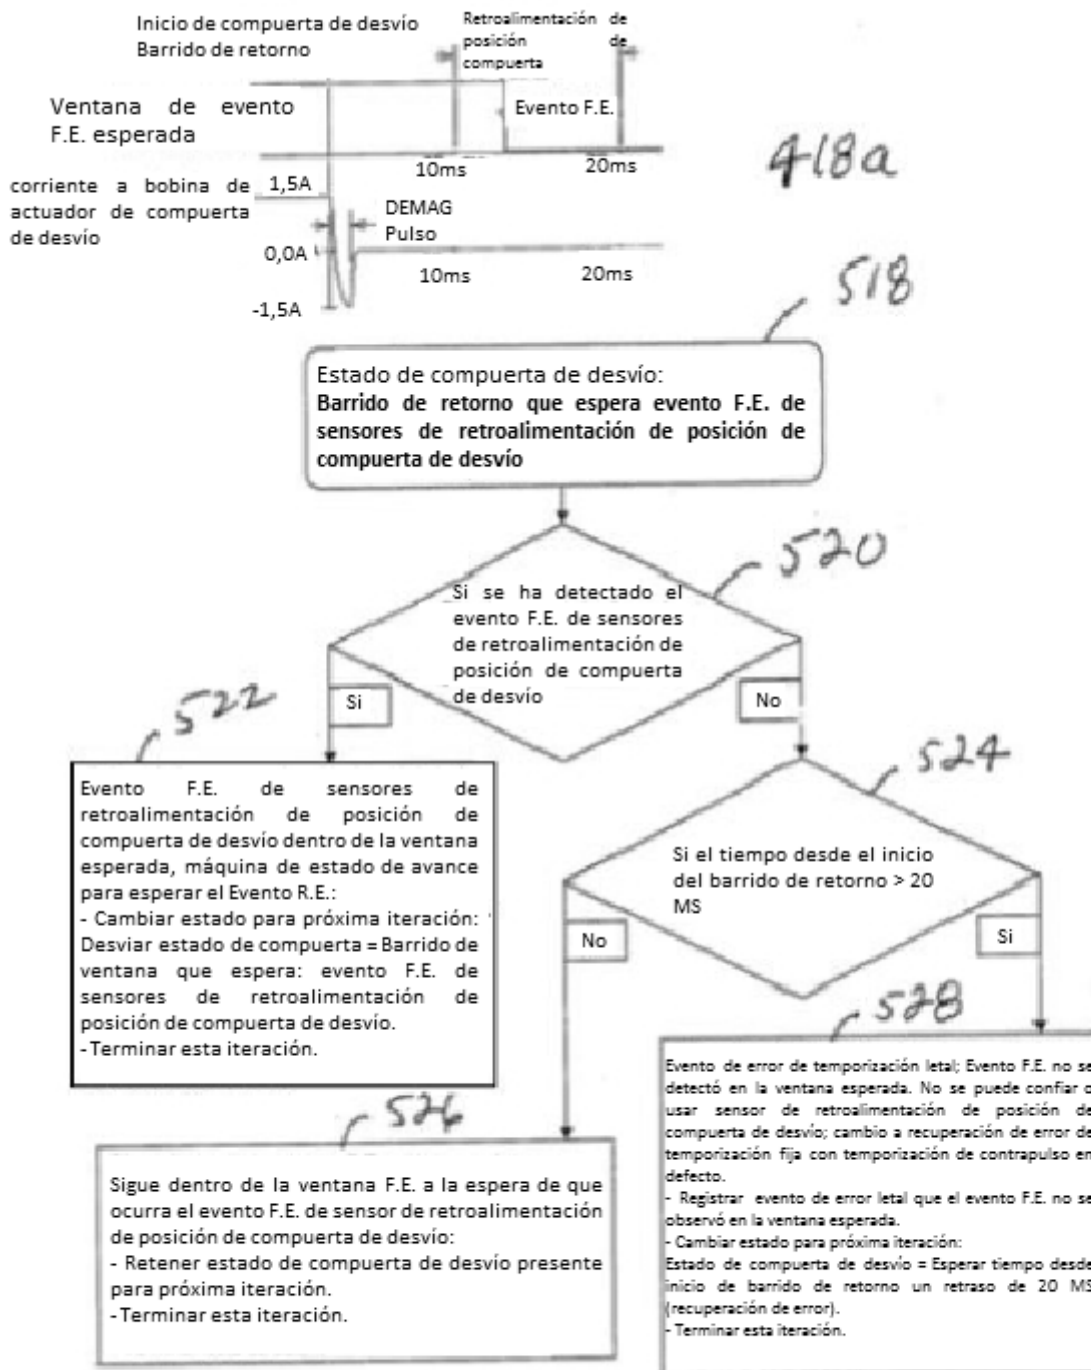 Inicio de compuerta de desvío
Barrido de retorno
Retroalimentación de
posición de
compuerta
Ventana de evento
F.E. esperada
Evento F.E.
10ms
20ms
418a
corriente a bobina de
actuador de compuerta
de desvío
1,5A
DEMAG
Pulso
0,0A
10ms
20ms
-1,5A
518
Estado de compuerta de desvío:
Barrido de retorno que espera evento F.E. de
sensores de retroalimentación de posición de
compuerta de desvío
520
Si se ha detectado el
evento F.E. de sensores
de retroalimentación de
posición de compuerta
de desvío
Si
No
522
Evento F.E. de sensores de
retroalimentación de posición de
compuerta de desvío dentro de la ventana
esperada, máquina de estado de avance
para esperar el Evento R.E.:
- Cambiar estado para próxima iteración:
Desviar estado de compuerta = Barrido de
ventana que espera: evento F.E. de
sensores de retroalimentación de
posición de compuerta de desvío.
- Terminar esta iteración.
524
Si el tiempo desde el inicio
del barrido de retorno > 20
MS
No
Si
526
Sigue dentro de la ventana F.E. a la espera de que
ocurra el evento F.E. de sensor de retroalimentación
de posición de compuerta de desvío:
- Retener estado de compuerta de desvío presente
para próxima iteración.
- Terminar esta iteración.
528
Evento de error de temporización letal; Evento F.E. no se
detectó en la ventana esperada. No se puede confiar o
usar sensor de retroalimentación de posición de
compuerta de desvío; cambio a recuperación de error de
temporización fija con temporización de contrapulso en
defecto.
- Registrar evento de error letal que el evento F.E. no se
observó en la ventana esperada.
- Cambiar estado para próxima iteración:
Estado de compuerta de desvío = Esperar tiempo desde
inicio de barrido de retorno un retraso de 20 MS
(recuperación de error).
- Terminar esta iteración.